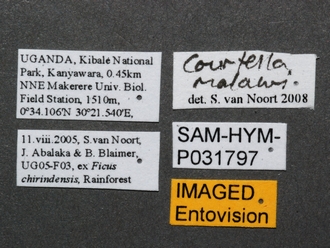 UGANDA, Kibale National
Park, Kanyawara, 0.45km
NNE Makerere Univ. Biol.
Field Station, 1510m,
0°34.106'N 30°21.540'E,
11.viii.2005, S.van Noort,
J. Abalaka & B. Blaimer,
UG05-F03, ex Ficus
chirindensis, Rainforest
Courtella
malawi.
det. S. van Noort 2008
SAM-HYM-
P031797
IMAGED
Entovision